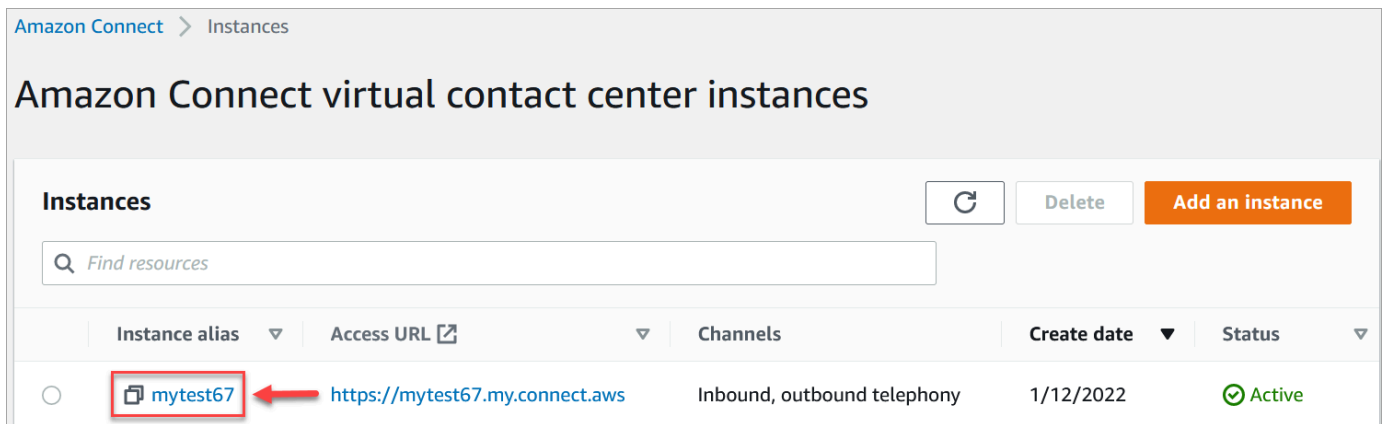 Amazon Connect > Instances
Amazon Connect virtual contact center instances
Instances
Delete
Add an instance
Find resources
Instance alias Access URL Channels Create date Status
mytest67 https://mytest67.my.connect.aws Inbound, outbound telephony 1/12/2022 Active